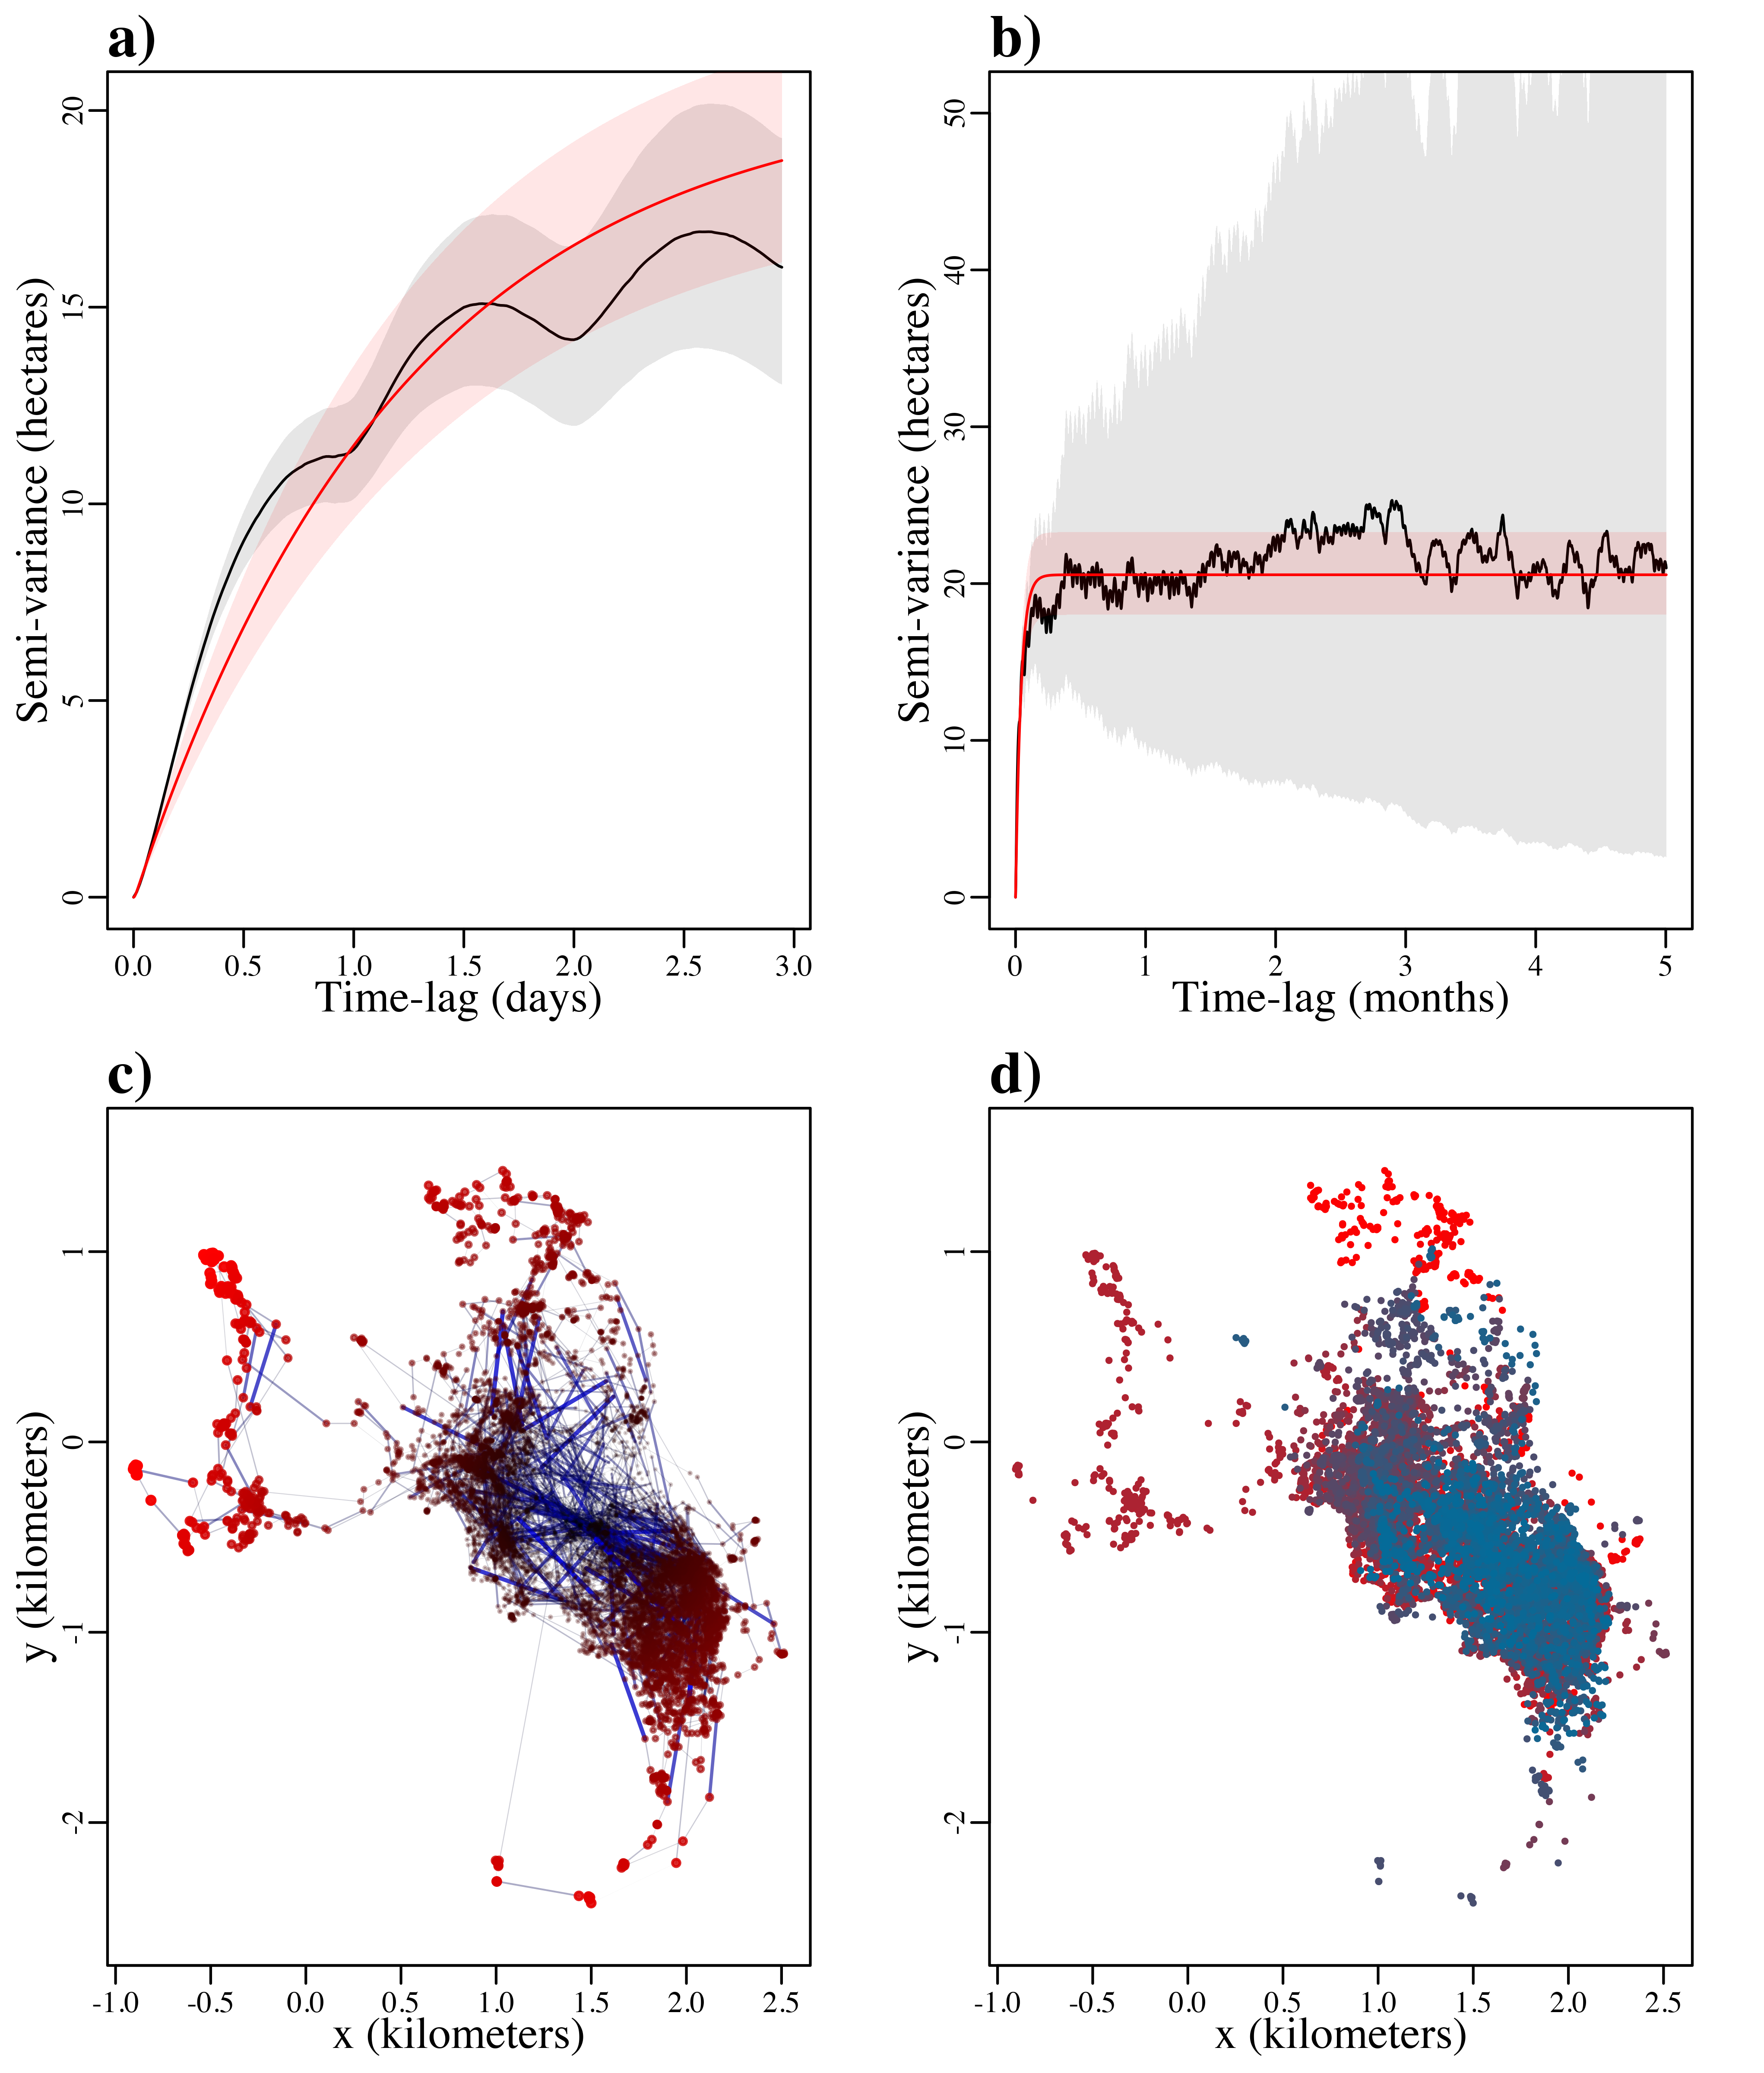 a)
Semi-variance (hectares)
20
15
10
5
0
0.0 0.5 1.0 1.5 2.0 2.5 3.0
Time-lag (days)
b)
Semi-variance (hectares)
50
40
30
20
10
0
0 1 2 3 4 5
Time-lag (months)
c)
y (kilometers)
1
0
-1
-2
-1.0 -0.5 0.0 0.5 1.0 1.5 2.0 2.5
x (kilometers)
d)
y (kilometers)
1
0
-1
-2
-1.0 -0.5 0.0 0.5 1.0 1.5 2.0 2.5
x (kilometers)